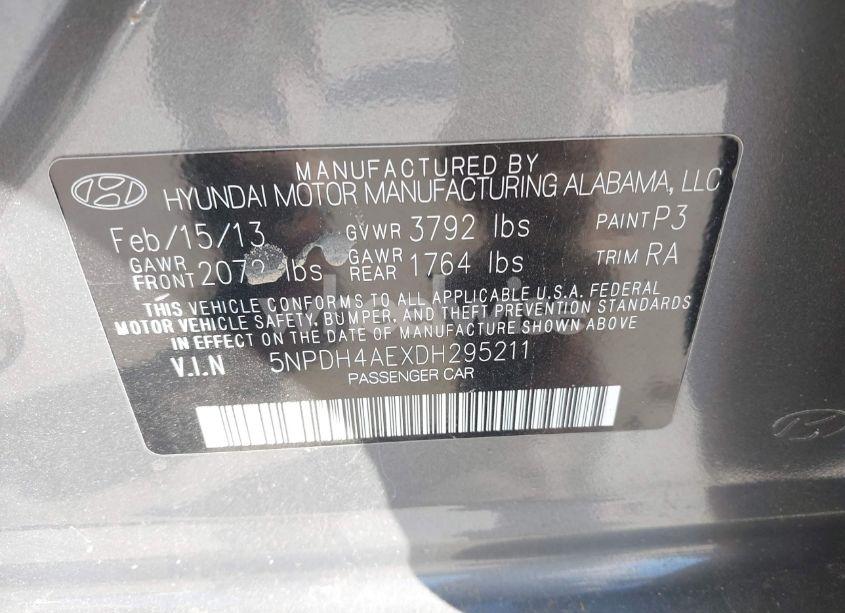 MANUFACTURED BY
HYUNDAI MOTOR MANUFACTURING ALABAMA, LLC
Feb/15/13 GVWR 3792 lbs PAINT P3
GAWR FRONT lbs GAWR REAR 1764 lbs TRIM RA
THIS VEHICLE CONFORMS TO ALL APPLICABLE U.S.A. FEDERAL
MOTOR VEHICLE SAFETY, BUMPER, AND THEFT PREVENTION STANDARDS
IN EFFECT ON THE DATE OF MANUFACTURE SHOWN ABOVE
V.I.N 5NPDH4AEXDH295211
PASSENGER CAR